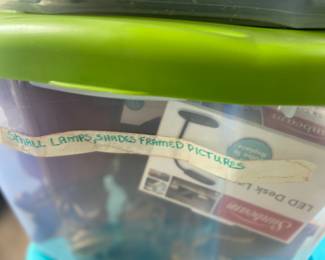 SMALL LAMPS, SHADES FRAMED PICTURES
Sunbeam
LED Desk L